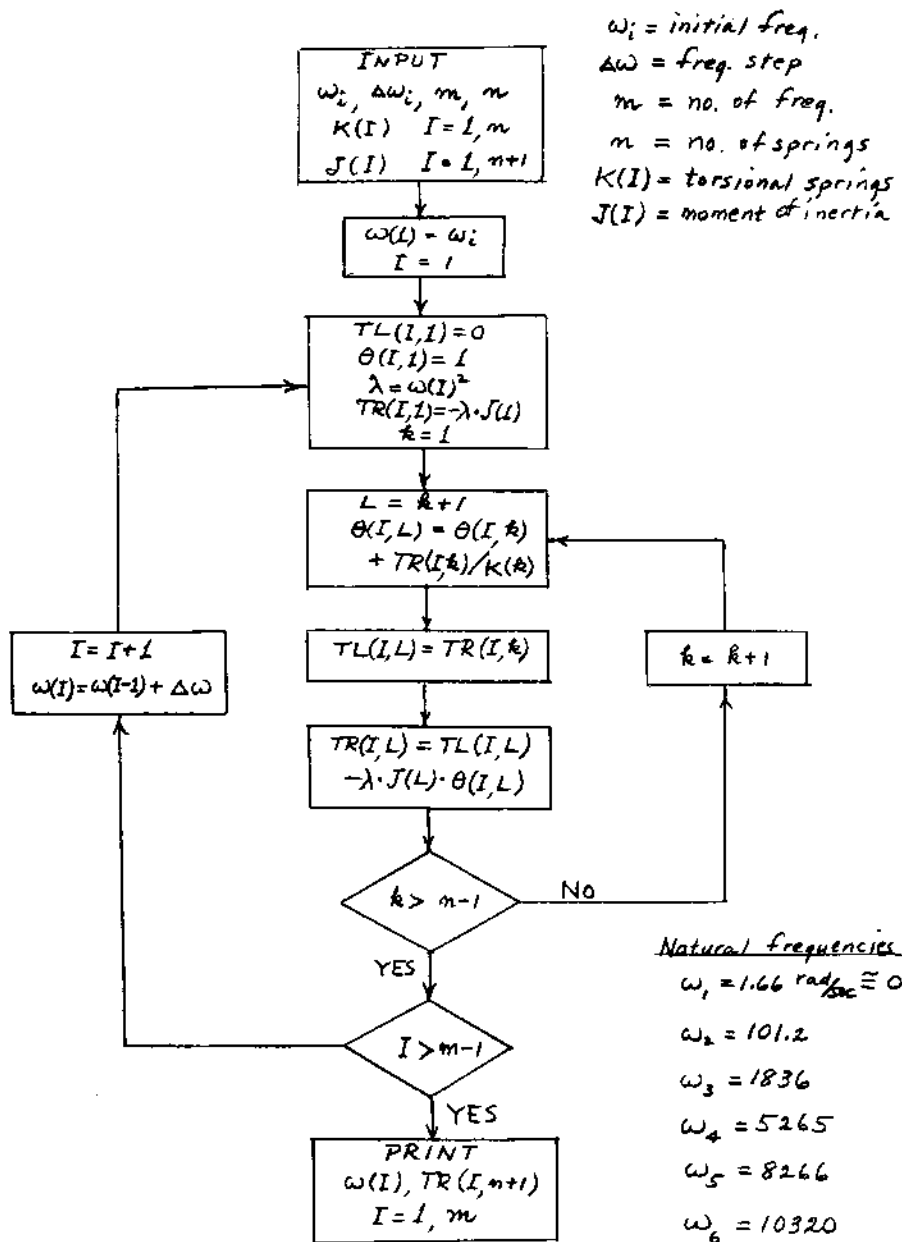 ωi = initial freq.
Δω = freq. step
m = no. of freq.
n = no. of springs
K(I) = torsional springs
J(I) = moment of inertia
INPUT
ωi, Δωi, m, n
K(I) I = 1, n
J(I) I = 1, n+1
ω(1) = ωi
I = 1
TL(I,1) = 0
θ(I,1) = 1
λ = ω(I)²
TR(I,1) = -λ·J(1)
k = 1
L = k+1
θ(I,L) = θ(I,k)
+ TR(I,k)/K(k)
TL(I,L) = TR(I,k)
TR(I,L) = TL(I,L)
-λ·J(L)·θ(I,L)
I = I+1
ω(I) = ω(I-1) + Δω
k = k+1
k > n-1
NO
YES
I > m-1
YES
PRINT
ω(I), TR(I,n+1)
I = 1, m
Natural frequencies
ω₁ = 1.66 rad/sec ≅ 0
ω₂ = 101.2
ω₃ = 1836
ω₄ = 5265
ω₅ = 8266
ω₆ = 10320